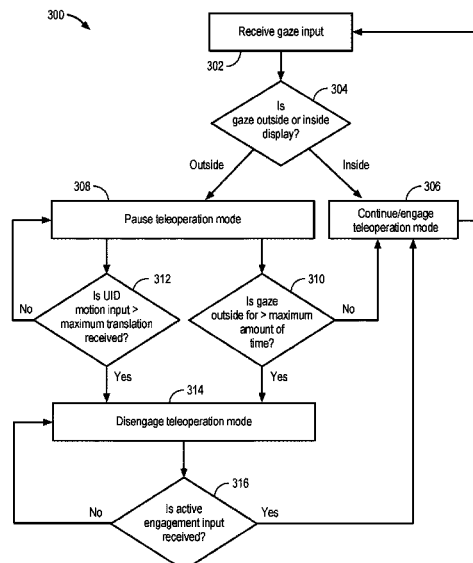 300
Receive gaze input
302
304
Is
gaze outside or inside
display?
Outside
Inside
308
306
Pause teleoperation mode
Continue/engage
teleoperation mode
312
310
Is UID
motion input >
maximum translation
received?
No
Is gaze
outside for > maximum
amount of
time?
No
Yes
Yes
314
Disengage teleoperation mode
316
No
Yes
Is active
engagement input
received?